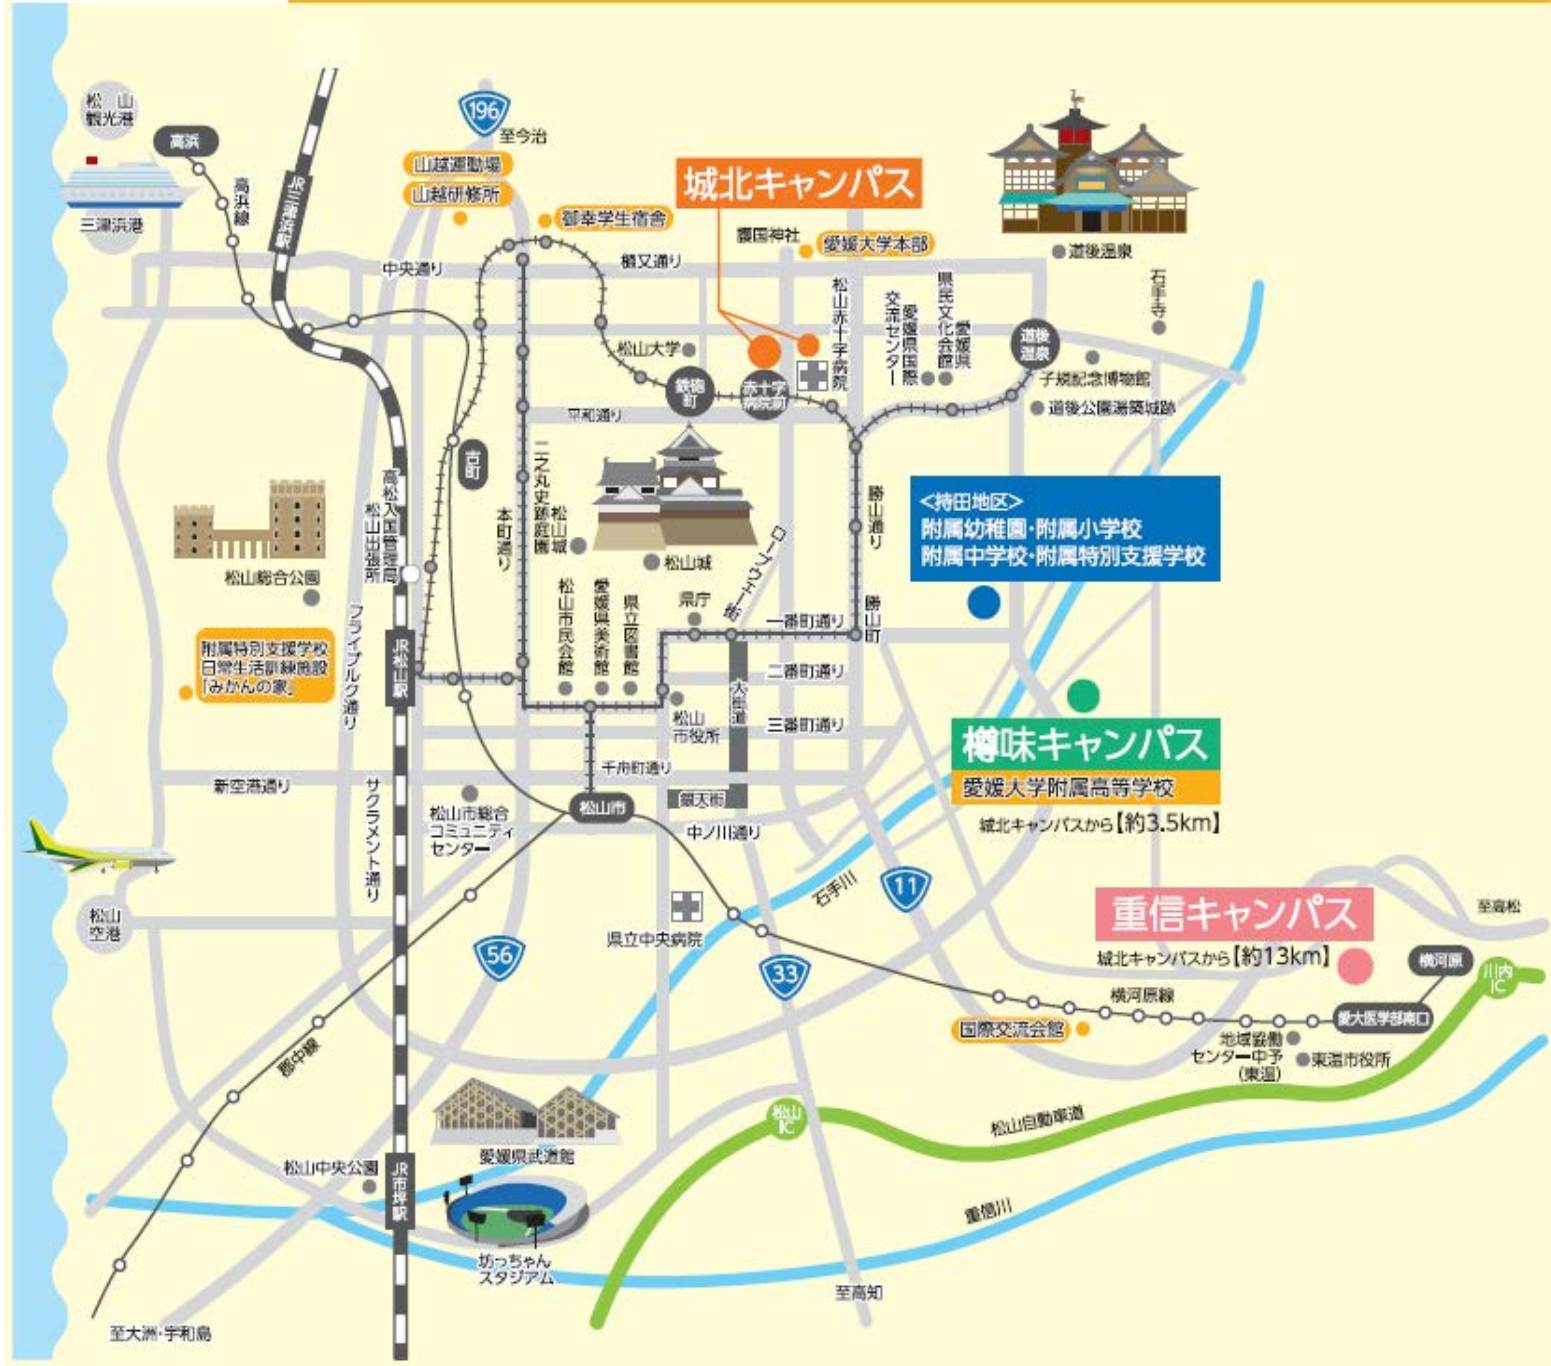 松山
観光港
高浜
三津浜港
高浜線
JR三津浜駅
196
至今治
山越運動場
山越研修所
御幸学生宿舎
城北キャンパス
護国神社
愛媛大学本部
道後温泉
石手寺
中央通り
樋又通り
松山赤十字病院
愛媛県国際
交流センター
愛媛県
県民文化会館
松山大学
鉄砲
町
赤十字
病院前
道後
温泉
子規記念博物館
道後公園湯築城跡
平和通り
古町
高松入国管理局
松山出張所
本町通り
松山城
二之丸史跡庭園
松山城
ロープウェー街
勝山通り
<持田地区>
附属幼稚園・附属小学校
附属中学校・附属特別支援学校
松山総合公園
フライブルク通り
附属特別支援学校
日常生活訓練施設
「みかんの家」
JR松山駅
松山市民会館
愛媛県美術館
県立図書館
県庁
一番町通り
勝山町
二番町通り
大街道
松山
市役所
三番町通り
樽味キャンパス
愛媛大学附属高等学校
城北キャンパスから【約3.5km】
新空港通り
サクラメント通り
千舟町通り
松山市総合
コミュニティ
センター
松山市
銀天街
中ノ川通り
石手川
11
松山
空港
56
県立中央病院
33
重信キャンパス
城北キャンパスから【約13km】
至高松
横河原
川内
IC
横河原線
愛大医学部南口
国際交流会館
地域協働
センター中予
(東温)
東温市役所
郡中線
松山
IC
松山自動車道
愛媛県武道館
松山中央公園
JR市坪駅
坊っちゃん
スタジアム
重信川
至高知
至大洲・宇和島